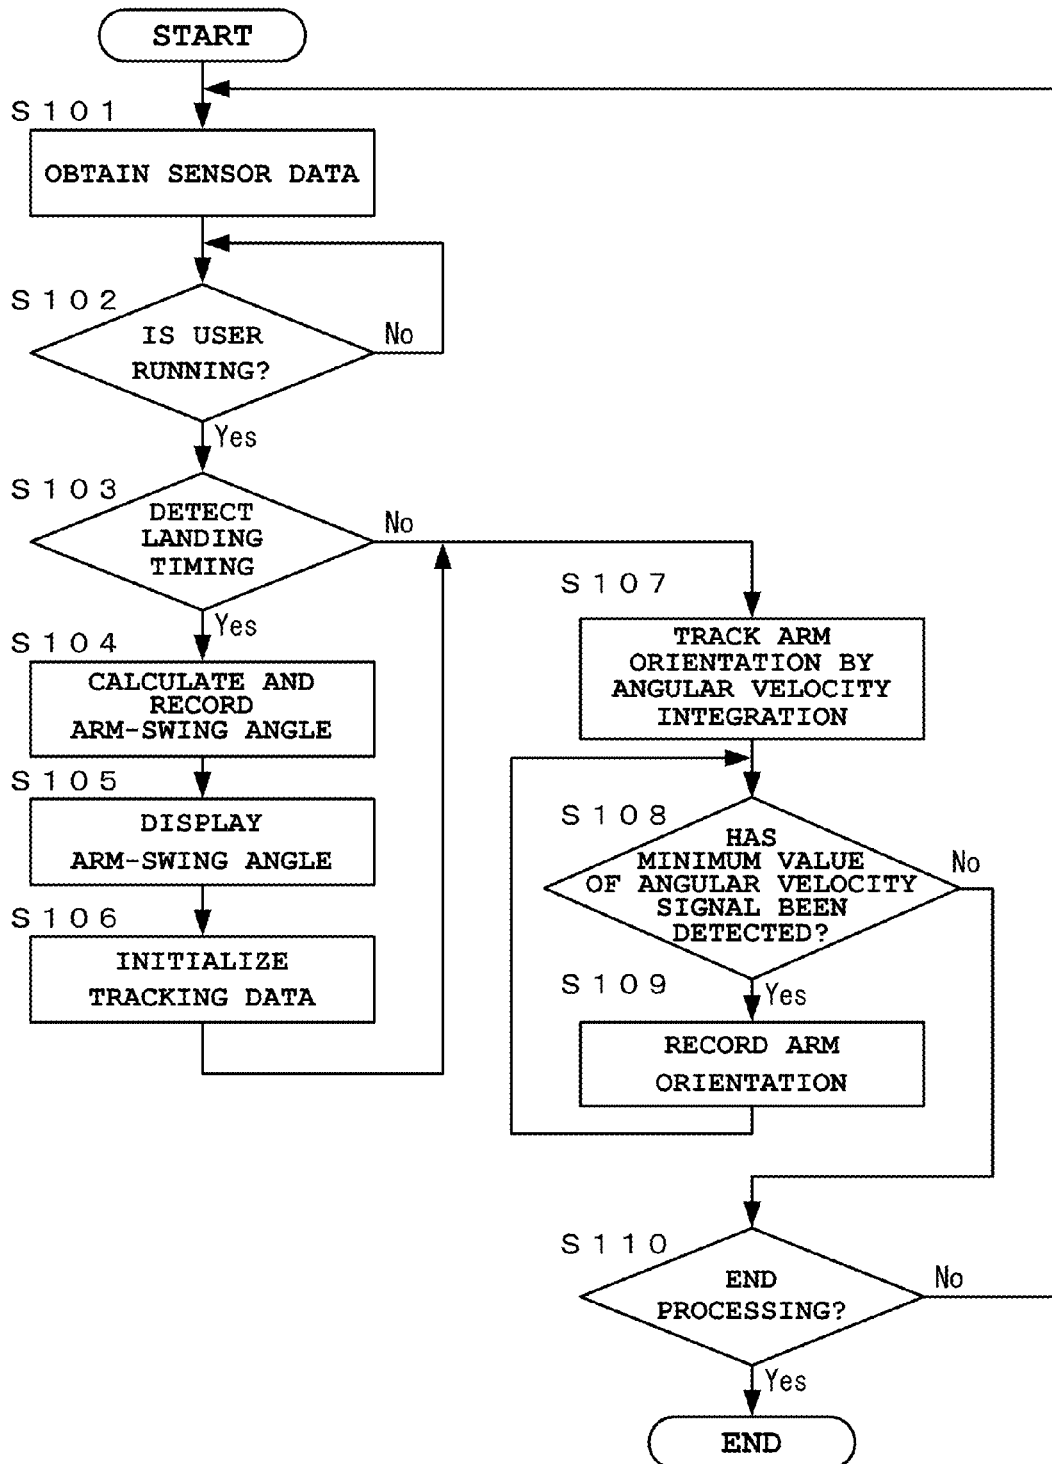 START
S101
OBTAIN SENSOR DATA
S102
IS USER
RUNNING?
No
Yes
S103
DETECT
LANDING
TIMING
No
Yes
S104
CALCULATE AND
RECORD
ARM-SWING ANGLE
S105
DISPLAY
ARM-SWING ANGLE
S106
INITIALIZE
TRACKING DATA
S107
TRACK ARM
ORIENTATION BY
ANGULAR VELOCITY
INTEGRATION
S108
HAS
MINIMUM VALUE
OF ANGULAR VELOCITY
SIGNAL BEEN
DETECTED?
No
Yes
S109
RECORD ARM
ORIENTATION
S110
END
PROCESSING?
No
Yes
END